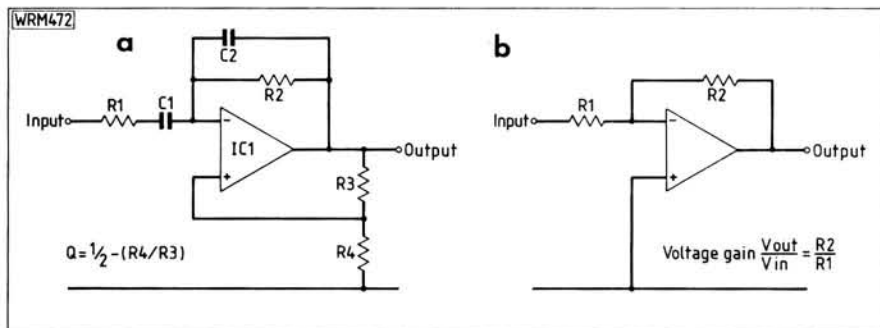 WRM472
a
C2
R2
R1
C1
Input
IC1
-
+
Output
R3
R4
Q = 1/2 - (R4/R3)
b
R2
R1
Input
-
+
Output
Voltage gain Vout/Vin = R2/R1